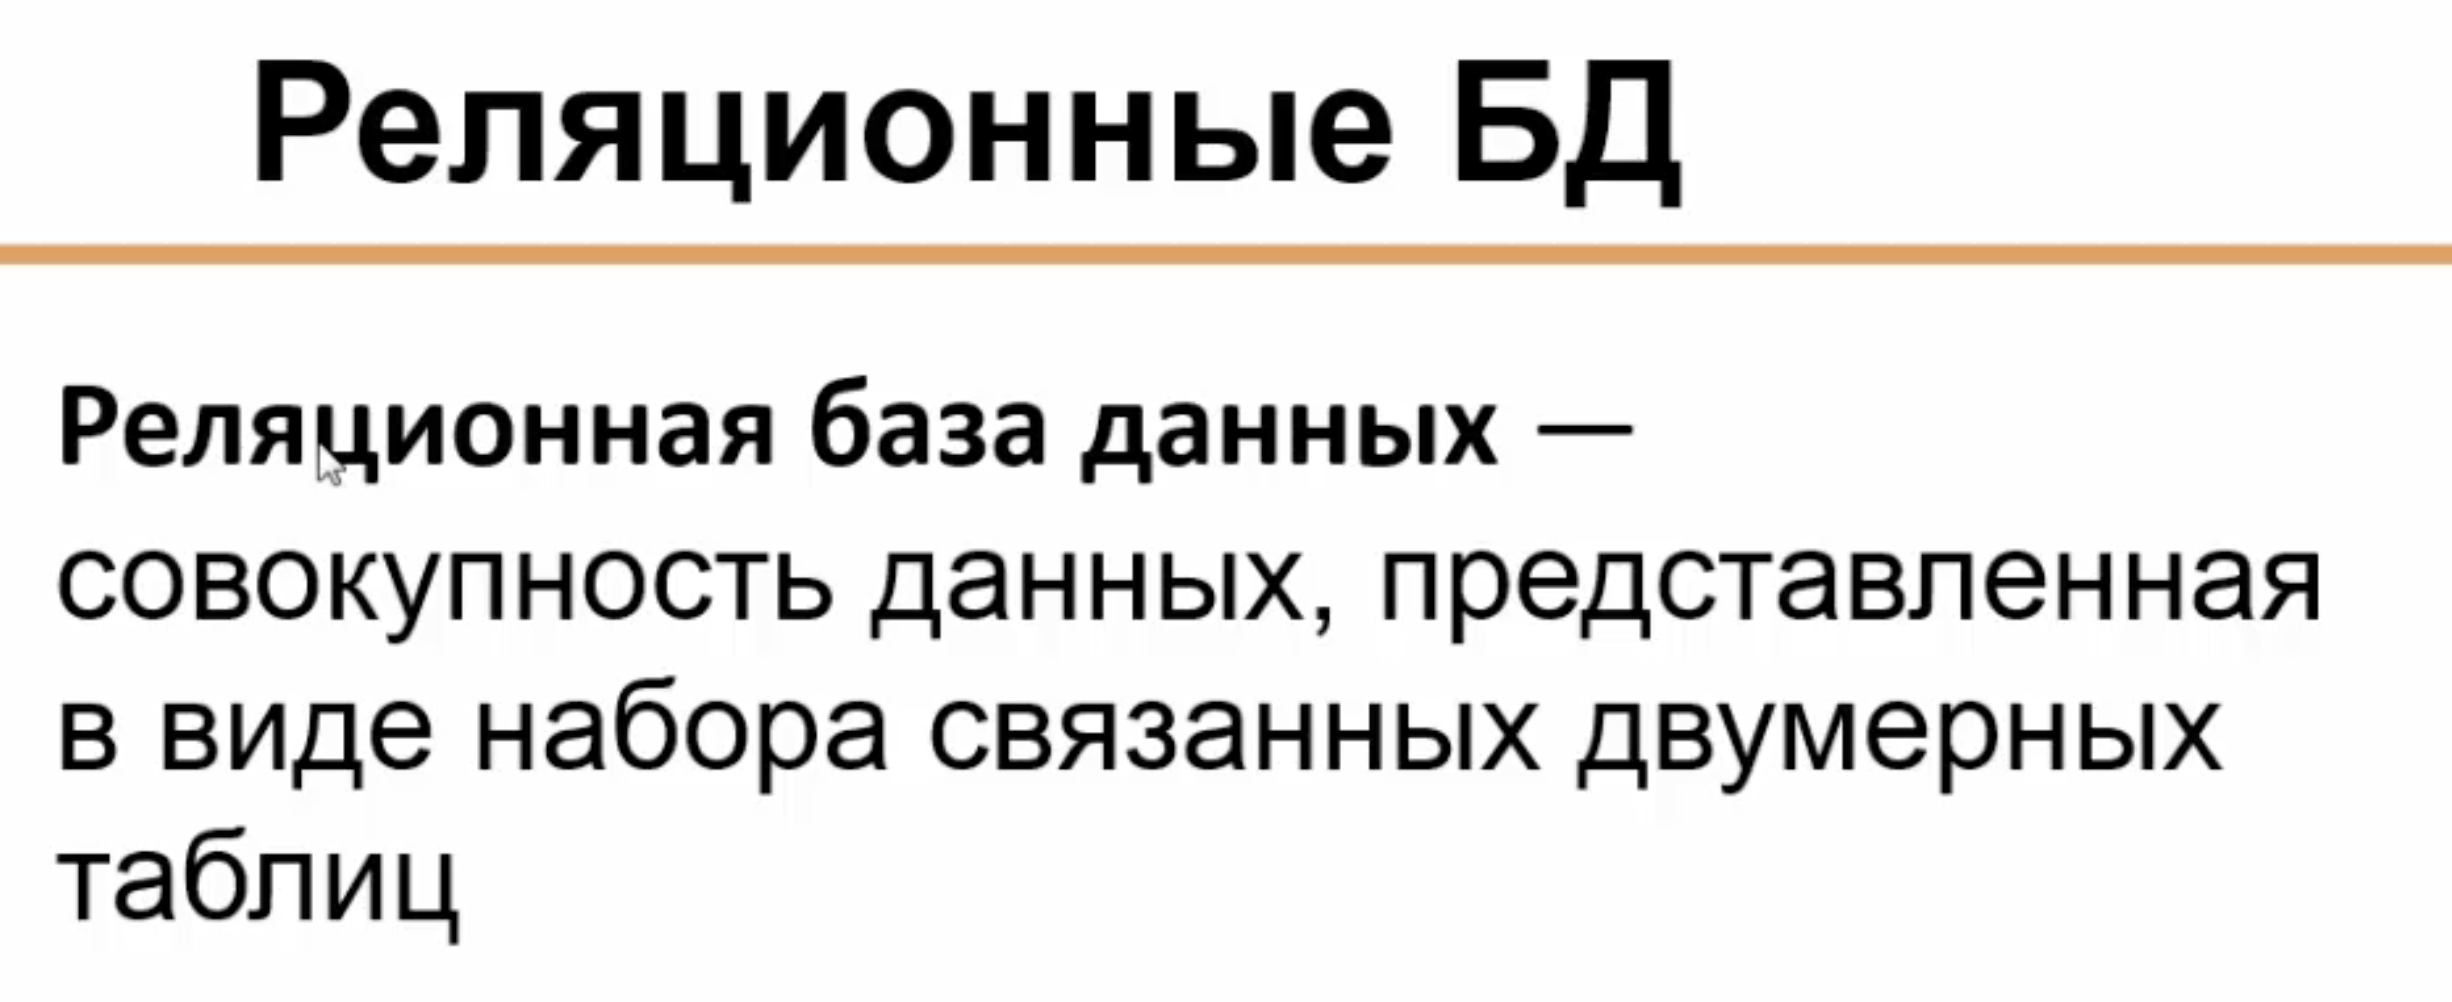 Реляционные БД
Реляционная база данных —
совокупность данных, представленная
в виде набора связанных двумерных
таблиц